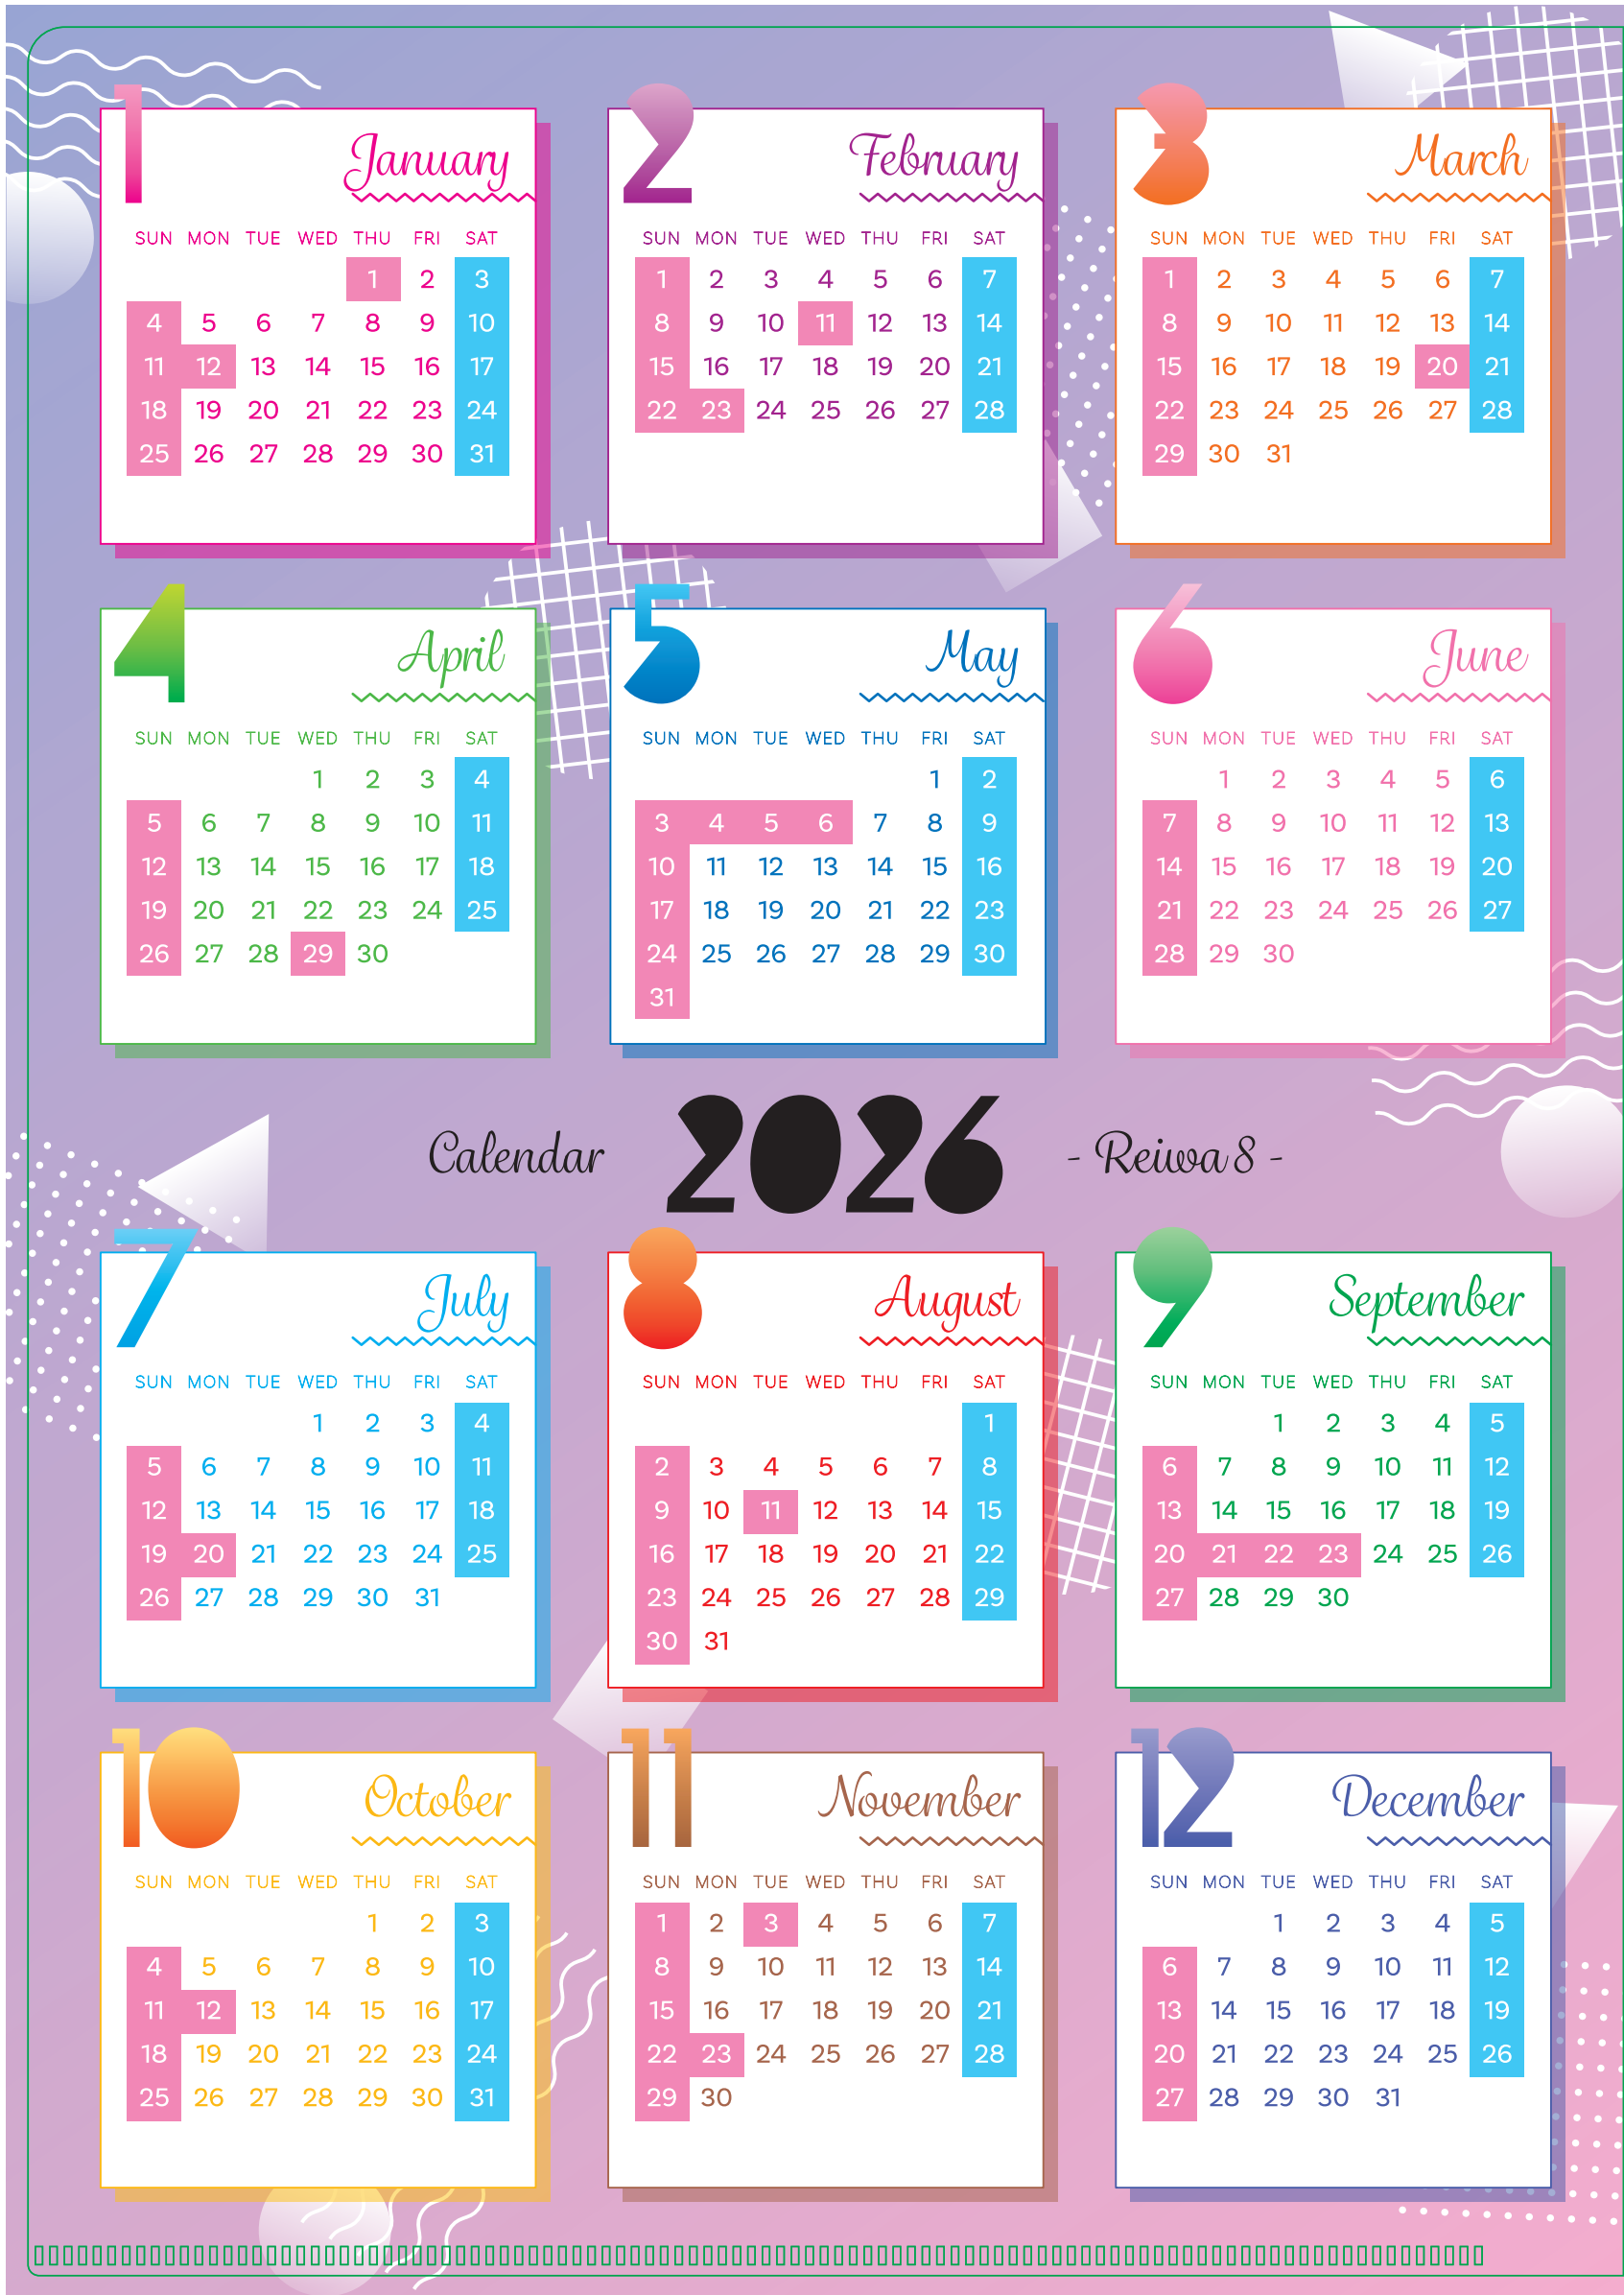 1
January
SUN MON TUE WED THU FRI SAT
1 2 3
4 5 6 7 8 9 10
11 12 13 14 15 16 17
18 19 20 21 22 23 24
25 26 27 28 29 30 31
2
February
SUN MON TUE WED THU FRI SAT
1 2 3 4 5 6 7
8 9 10 11 12 13 14
15 16 17 18 19 20 21
22 23 24 25 26 27 28
3
March
SUN MON TUE WED THU FRI SAT
1 2 3 4 5 6 7
8 9 10 11 12 13 14
15 16 17 18 19 20 21
22 23 24 25 26 27 28
29 30 31
4
April
SUN MON TUE WED THU FRI SAT
1 2 3 4
5 6 7 8 9 10 11
12 13 14 15 16 17 18
19 20 21 22 23 24 25
26 27 28 29 30
5
May
SUN MON TUE WED THU FRI SAT
1 2
3 4 5 6 7 8 9
10 11 12 13 14 15 16
17 18 19 20 21 22 23
24 25 26 27 28 29 30
31
6
June
SUN MON TUE WED THU FRI SAT
1 2 3 4 5 6
7 8 9 10 11 12 13
14 15 16 17 18 19 20
21 22 23 24 25 26 27
28 29 30
Calendar 2026 - Reiwa 8 -
7
July
SUN MON TUE WED THU FRI SAT
1 2 3 4
5 6 7 8 9 10 11
12 13 14 15 16 17 18
19 20 21 22 23 24 25
26 27 28 29 30 31
8
August
SUN MON TUE WED THU FRI SAT
1
2 3 4 5 6 7 8
9 10 11 12 13 14 15
16 17 18 19 20 21 22
23 24 25 26 27 28 29
30 31
9
September
SUN MON TUE WED THU FRI SAT
1 2 3 4 5
6 7 8 9 10 11 12
13 14 15 16 17 18 19
20 21 22 23 24 25 26
27 28 29 30
10
October
SUN MON TUE WED THU FRI SAT
1 2 3
4 5 6 7 8 9 10
11 12 13 14 15 16 17
18 19 20 21 22 23 24
25 26 27 28 29 30 31
11
November
SUN MON TUE WED THU FRI SAT
1 2 3 4 5 6 7
8 9 10 11 12 13 14
15 16 17 18 19 20 21
22 23 24 25 26 27 28
29 30
12
December
SUN MON TUE WED THU FRI SAT
1 2 3 4 5
6 7 8 9 10 11 12
13 14 15 16 17 18 19
20 21 22 23 24 25 26
27 28 29 30 31